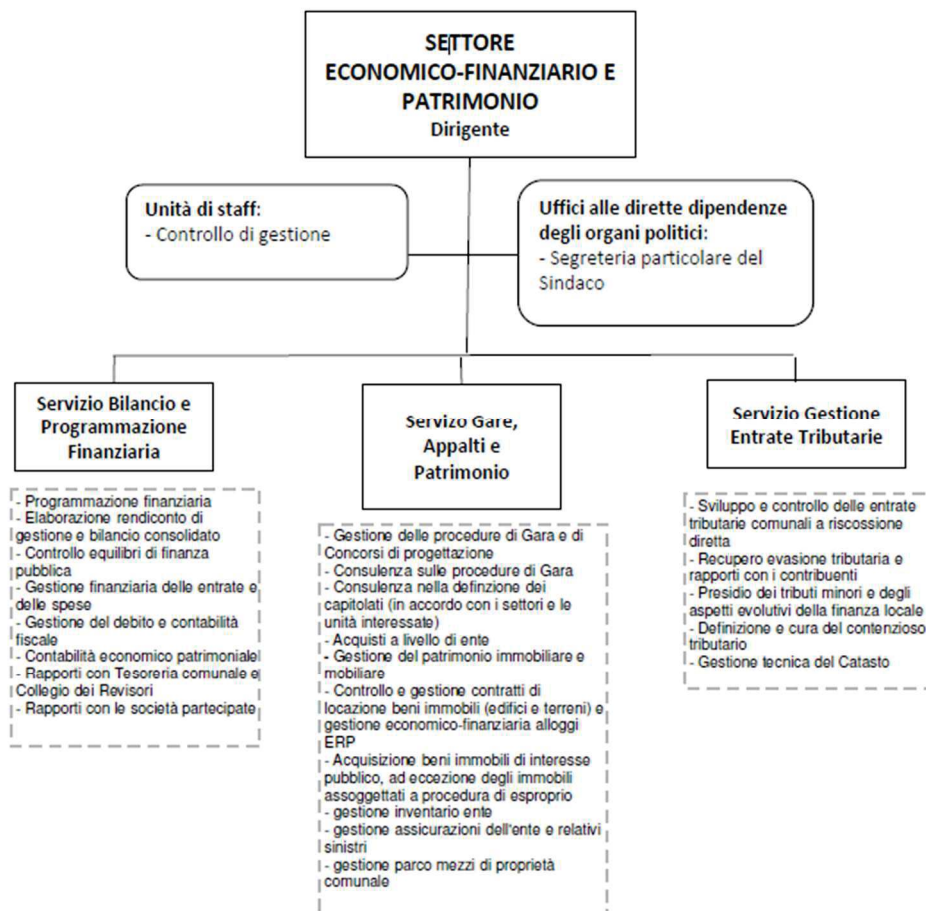 SETTORE
ECONOMICO-FINANZIARIO E
PATRIMONIO
Dirigente
Unità di staff:
- Controllo di gestione
Uffici alle dirette dipendenze
degli organi politici:
- Segreteria particolare del
Sindaco
Servizio Bilancio e
Programmazione
Finanziaria
- Programmazione finanziaria
- Elaborazione rendiconto di
gestione e bilancio consolidato
- Controllo equilibri di finanza
pubblica
- Gestione finanziaria delle entrate e
delle spese
- Gestione del debito e contabilità
fiscale
- Contabilità economico patrimoniale
- Rapporti con Tesoreria comunale e
Collegio dei Revisori
- Rapporti con le società partecipate
Servizo Gare,
Appalti e
Patrimonio
- Gestione delle procedure di Gara e di
Concorsi di progettazione
- Consulenza sulle procedure di Gara
- Consulenza nella definzione dei
capitolati (in accordo con i settori e le
unità interessate)
- Acquisti a livello di ente
- Gestione del patrimonio immobiliare e
mobiliare
- Controllo e gestione contratti di
locazione beni immobili (edifici e terreni) e
gestione economico-finanziaria alloggi
ERP
- Acquisizione beni immobili di interesse
pubblico, ad eccezione degli immobili
assoggettati a procedura di esproprio
- gestione inventario ente
- gestione assicurazioni dell'ente e relativi
sinistri
- gestione parco mezzi di proprietà
comunale
Servizio Gestione
Entrate Tributarie
- Sviluppo e controllo delle entrate
tributarie comunali a riscossione
diretta
- Recupero evasione tributaria e
rapporti con i contribuenti
- Presidio dei tributi minori e degli
aspetti evolutivi della finanza locale
- Definizione e cura del contenzioso
tributario
- Gestione tecnica del Catasto